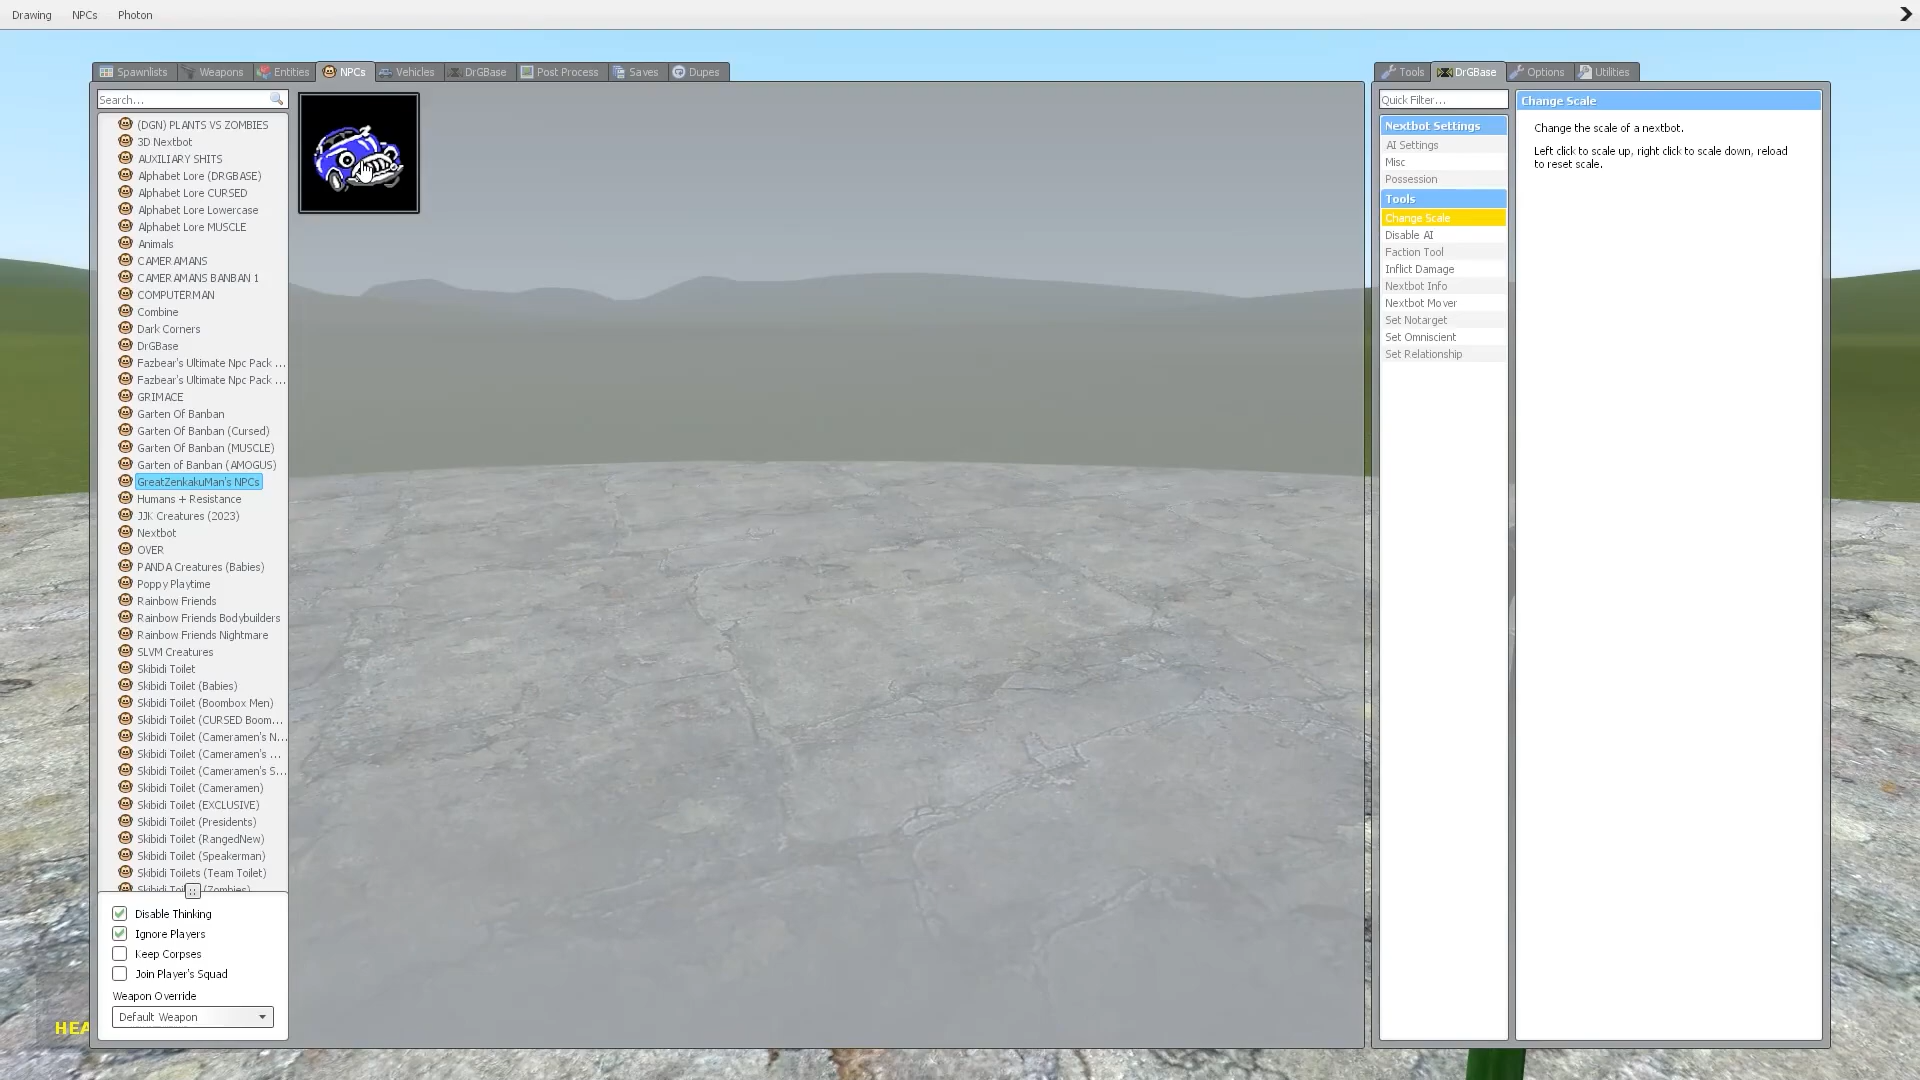 Drawing NPCs Photon
Spawnlists Weapons Entities NPCs Vehicles DrGBase Post Process Saves Dupes
Search...
(DGN) PLANTS VS ZOMBIES
3D Nextbot
AUXILIARY SHITS
Alphabet Lore (DRGBASE)
Alphabet Lore CURSED
Alphabet Lore Lowercase
Alphabet Lore MUSCLE
Animals
CAMERAMANS
CAMERAMANS BANBAN 1
COMPUTERMAN
Combine
Dark Corners
DrGBase
Fazbear's Ultimate Npc Pack ...
Fazbear's Ultimate Npc Pack ...
GRIMACE
Garten Of Banban
Garten Of Banban (Cursed)
Garten Of Banban (MUSCLE)
Garten of Banban (AMOGUS)
GreatZenkakuMan's NPCs
Humans + Resistance
JJK Creatures (2023)
Nextbot
OVER
PANDA Creatures (Babies)
Poppy Playtime
Rainbow Friends
Rainbow Friends Bodybuilders
Rainbow Friends Nightmare
SLVM Creatures
Skibidi Toilet
Skibidi Toilet (Babies)
Skibidi Toilet (Boombox Men)
Skibidi Toilet (CURSED Boom...
Skibidi Toilet (Cameramen's N...
Skibidi Toilet (Cameramen's ...
Skibidi Toilet (Cameramen's S...
Skibidi Toilet (Cameramen)
Skibidi Toilet (EXCLUSIVE)
Skibidi Toilet (Presidents)
Skibidi Toilet (RangedNew)
Skibidi Toilet (Speakerman)
Skibidi Toilets (Team Toilet)
Disable Thinking
Ignore Players
Keep Corpses
Join Player's Squad
Weapon Override
Default Weapon
HEA
Tools DrGBase Options Utilities
Quick Filter...
Nextbot Settings
AI Settings
Misc
Possession
Tools
Change Scale
Disable AI
Faction Tool
Inflict Damage
Nextbot Info
Nextbot Mover
Set Notarget
Set Omniscient
Set Relationship
Change Scale
Change the scale of a nextbot.
Left click to scale up, right click to scale down, reload
to reset scale.